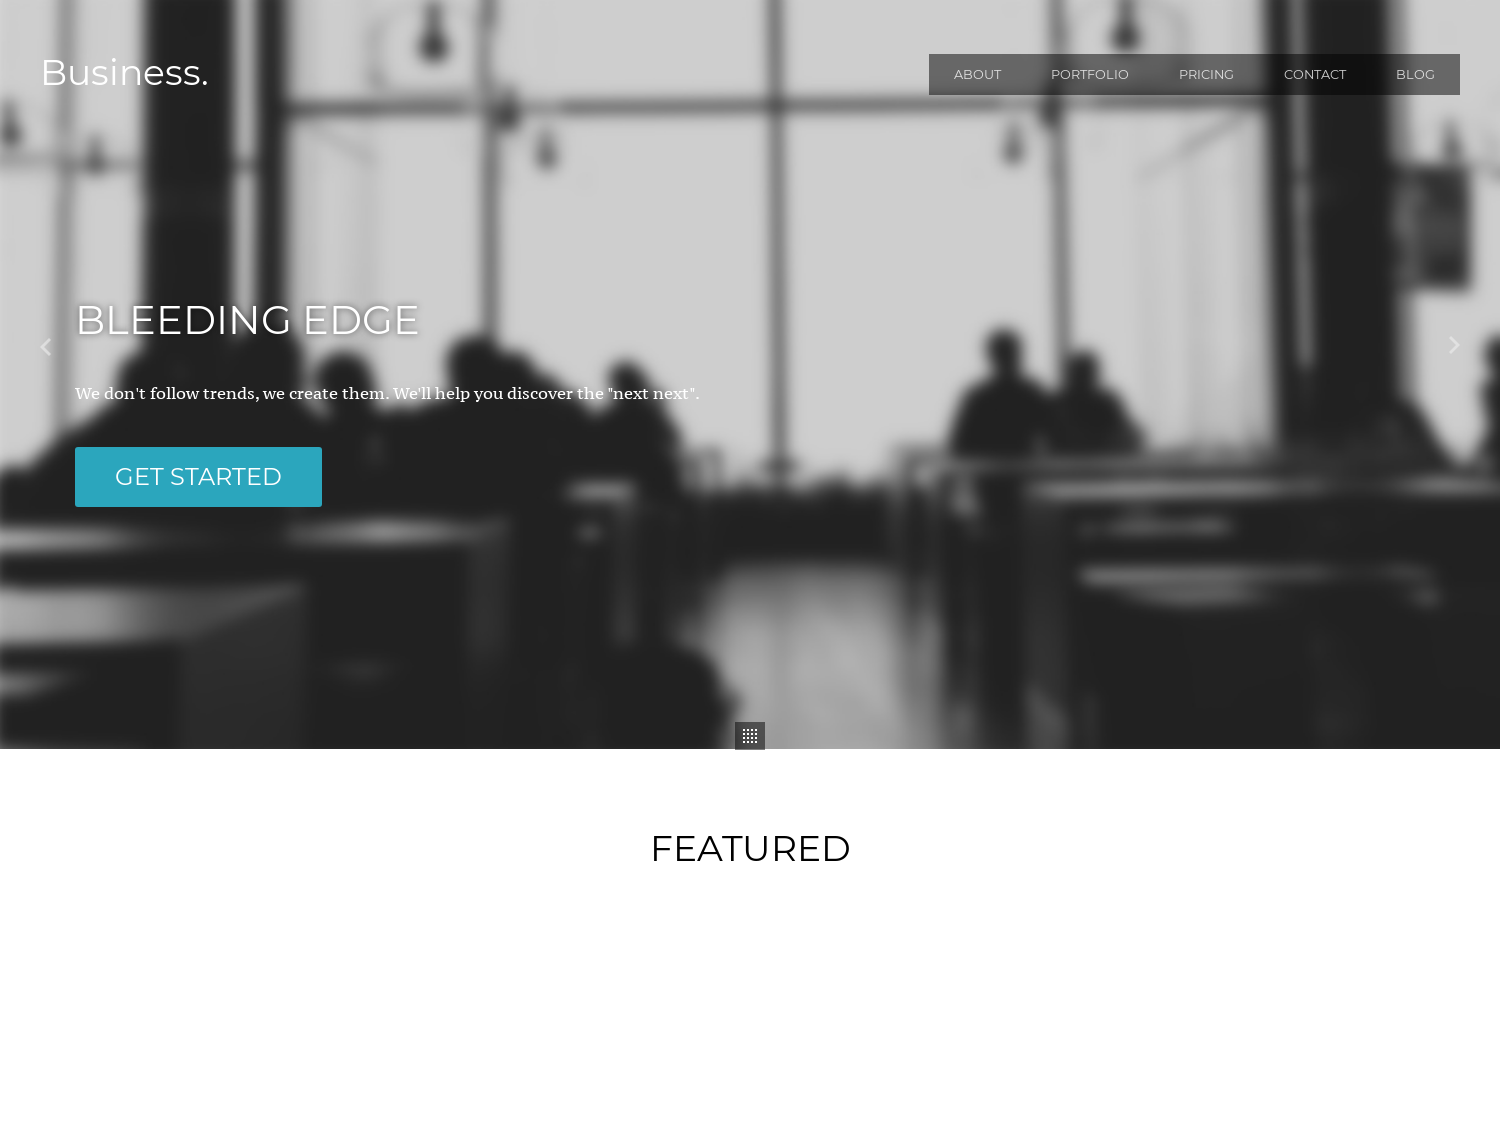 Business.
ABOUT PORTFOLIO PRICING CONTACT BLOG
BLEEDING EDGE
We don't follow trends, we create them. We'll help you discover the "next next".
GET STARTED
FEATURED